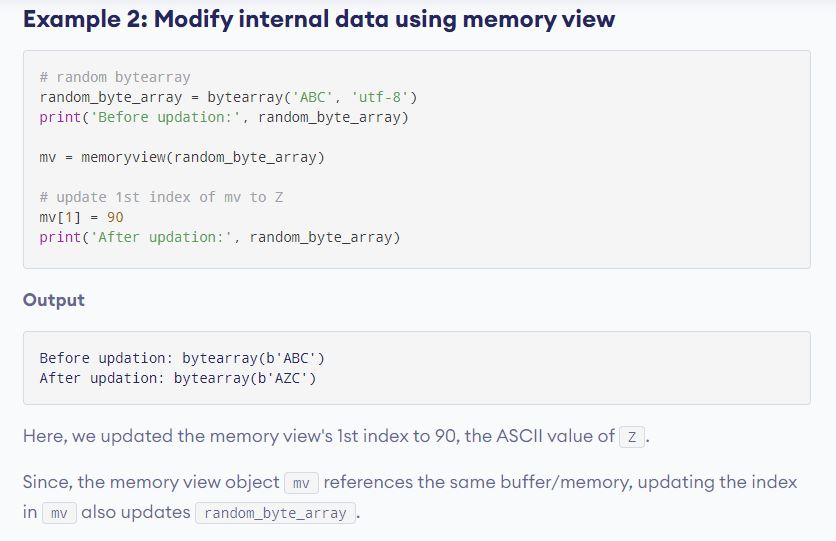 Example 2: Modify internal data using memory view
# random bytearray
random_byte_array = bytearray('ABC', 'utf-8')
print('Before updation:', random_byte_array)
mv = memoryview(random_byte_array)
# update 1st index of mv to Z
mv[1] = 90
print('After updation:', random_byte_array)
Output
Before updation: bytearray(b'ABC')
After updation: bytearray(b'AZC')
Here, we updated the memory view's 1st index to 90, the ASCII value of Z.
Since, the memory view object mv references the same buffer/memory, updating the index
in mv also updates random_byte_array.